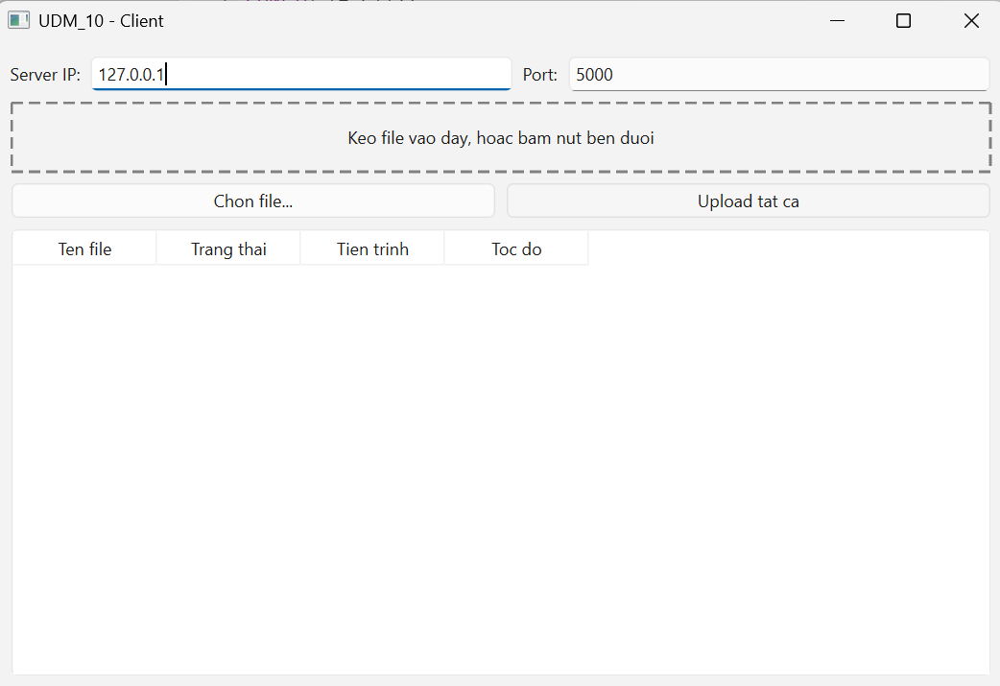 UDM_10 - Client
Server IP: 127.0.0.1 Port: 5000
Keo file vao day, hoac bam nut ben duoi
Chon file... Upload tat ca
Ten file Trang thai Tien trinh Toc do